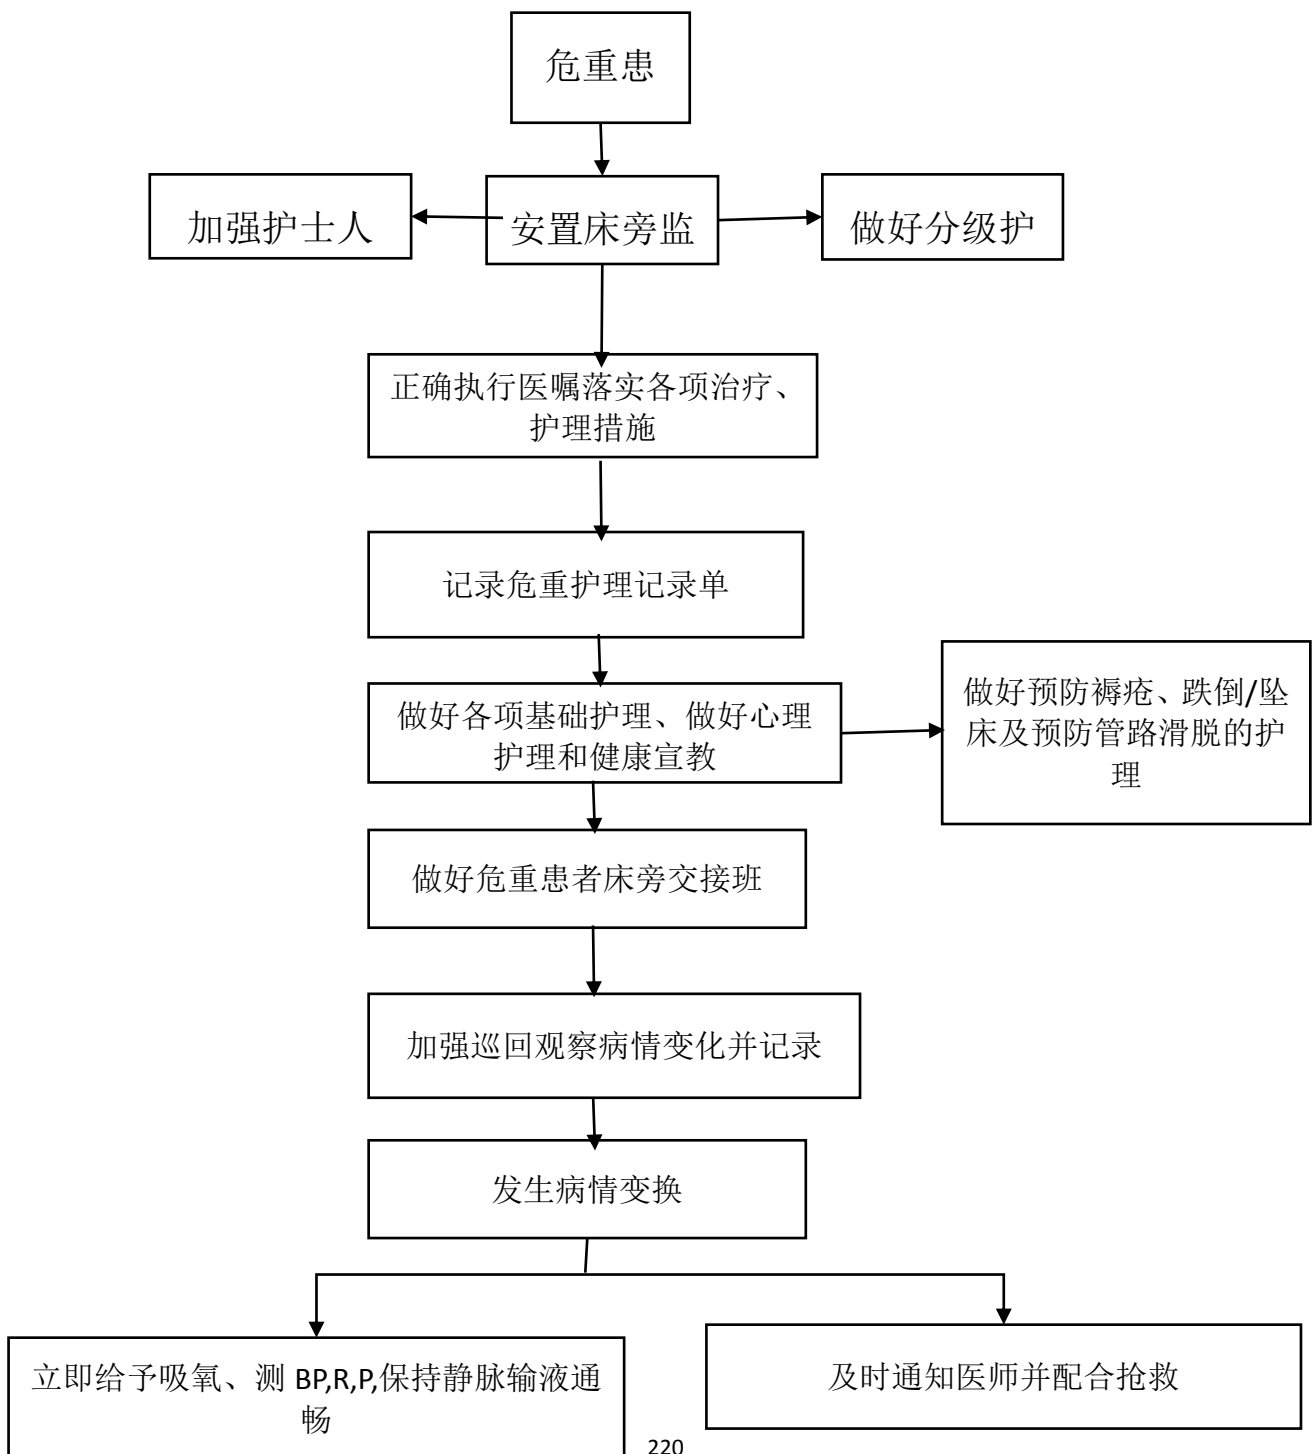 危重患
加强护士人
安置床旁监
做好分级护
正确执行医嘱落实各项治疗、
护理措施
记录危重护理记录单
做好各项基础护理、做好心理
护理和健康宣教
做好预防褥疮、跌倒/坠
床及预防管路滑脱的护
理
做好危重患者床旁交接班
加强巡回观察病情变化并记录
发生病情变换
立即给予吸氧、测 BP,R,P,保持静脉输液通
畅
及时通知医师并配合抢救
220